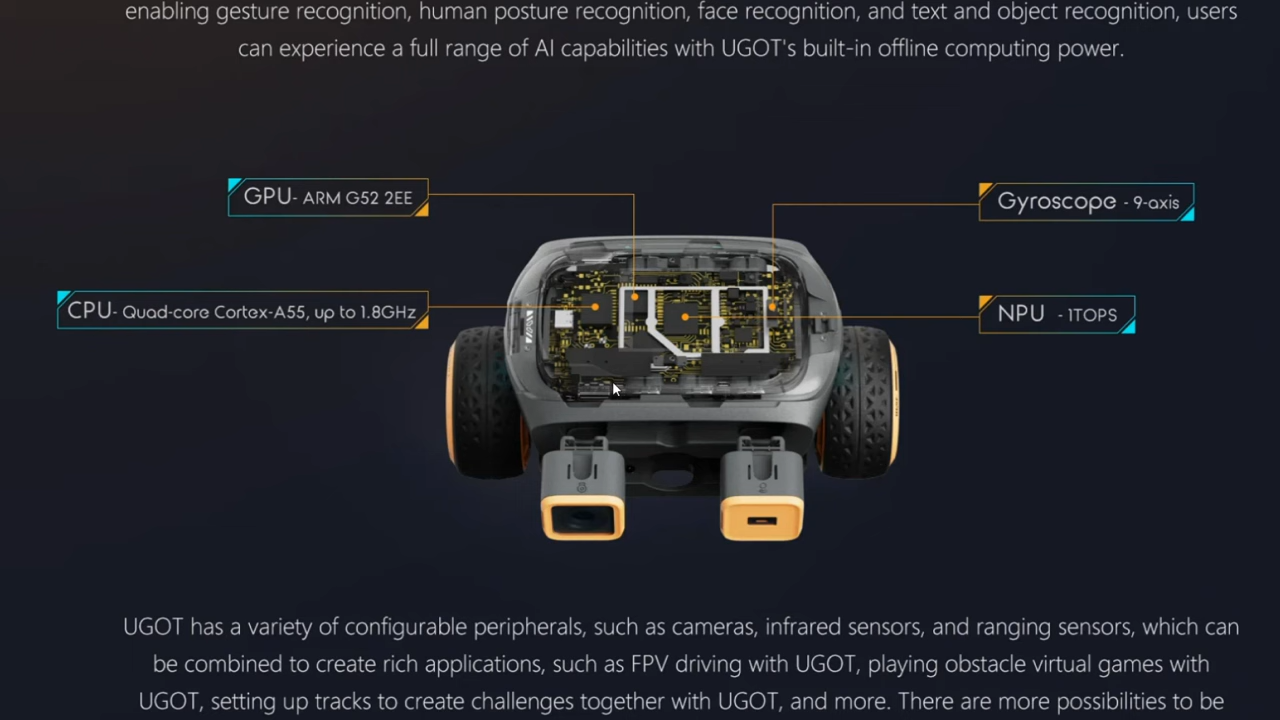 enabling gesture recognition, human posture recognition, face recognition, and text and object recognition, users
can experience a full range of AI capabilities with UGOT's built-in offline computing power.
GPU- ARM G52 2EE
Gyroscope - 9-axis
CPU- Quad-core Cortex-A55, up to 1.8GHz
NPU - 1TOPS
UGOT has a variety of configurable peripherals, such as cameras, infrared sensors, and ranging sensors, which can
be combined to create rich applications, such as FPV driving with UGOT, playing obstacle virtual games with
UGOT, setting up tracks to create challenges together with UGOT, and more. There are more possibilities to be